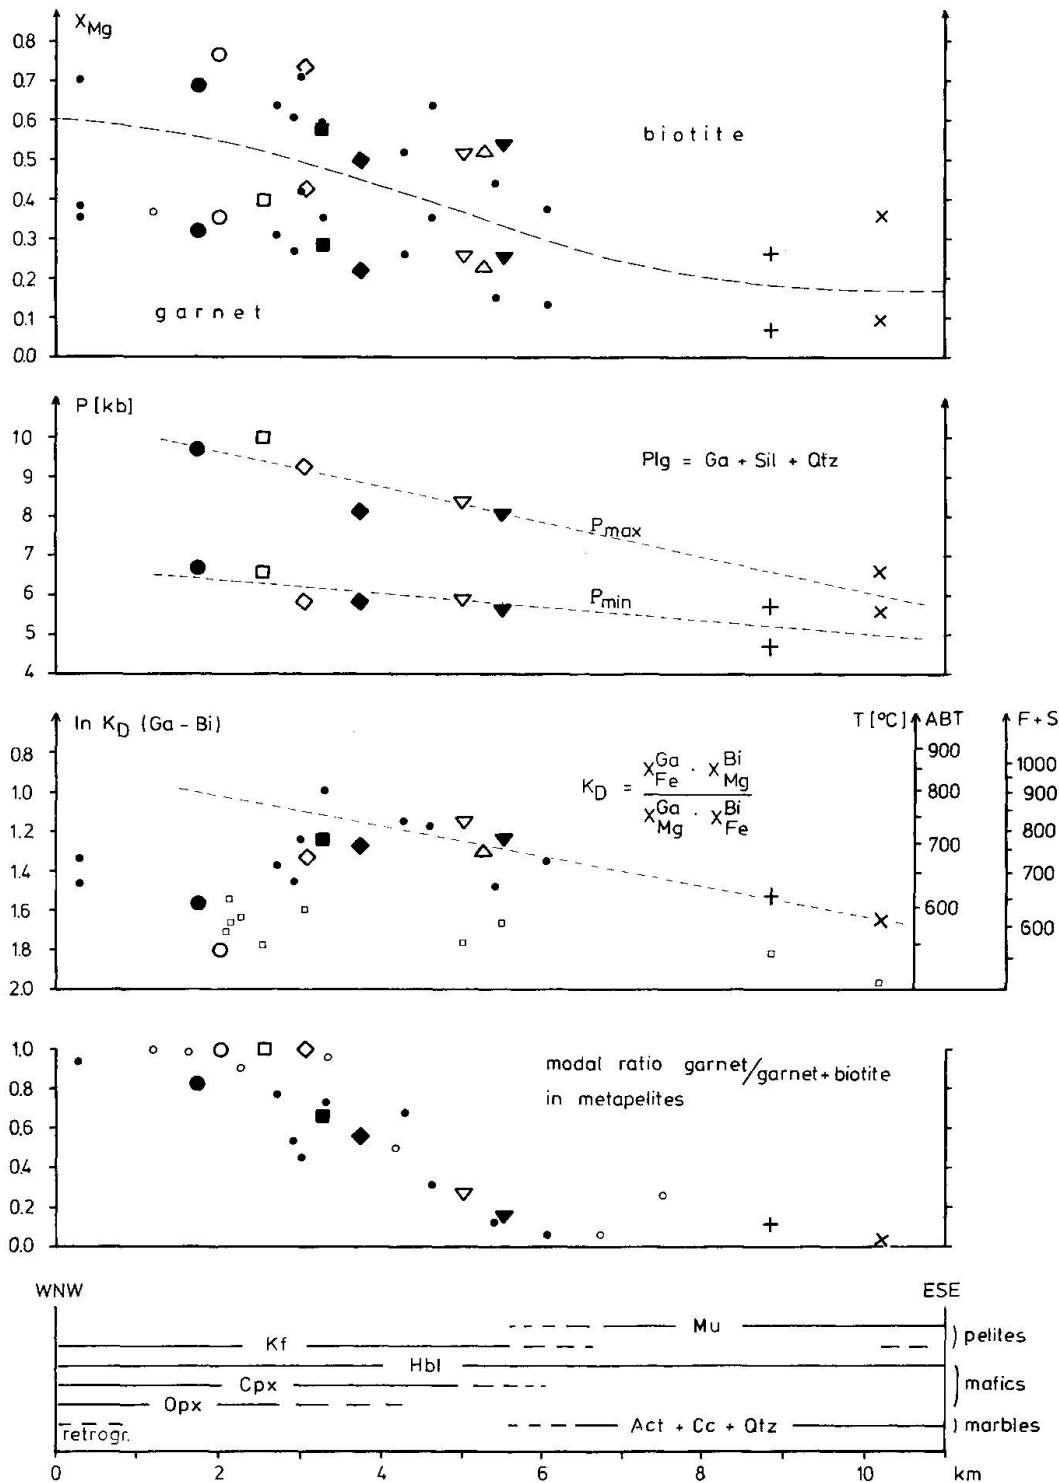 X_Mg
0.8
0.7
0.6
0.5
0.4
0.3
0.2
0.1
0.0
biotite
garnet
P [kb]
10
9
8
7
6
5
4
Plg = Ga + Sil + Qtz
P_max
P_min
ln K_D (Ga - Bi)
0.8
1.0
1.2
1.4
1.6
1.8
2.0
K_D = X_Fe^Ga · X_Mg^Bi / X_Mg^Ga · X_Fe^Bi
T [°C] ABT F + S
900
800
700
600
1000
900
800
700
600
1.0
0.8
0.6
0.4
0.2
0.0
modal ratio garnet/garnet+biotite
in metapelites
WNW ESE
Mu
Kf
pelites
Hbl
Cpx
mafics
Opx
retrogr.
Act + Cc + Qtz
marbles
0 2 4 6 8 10 km